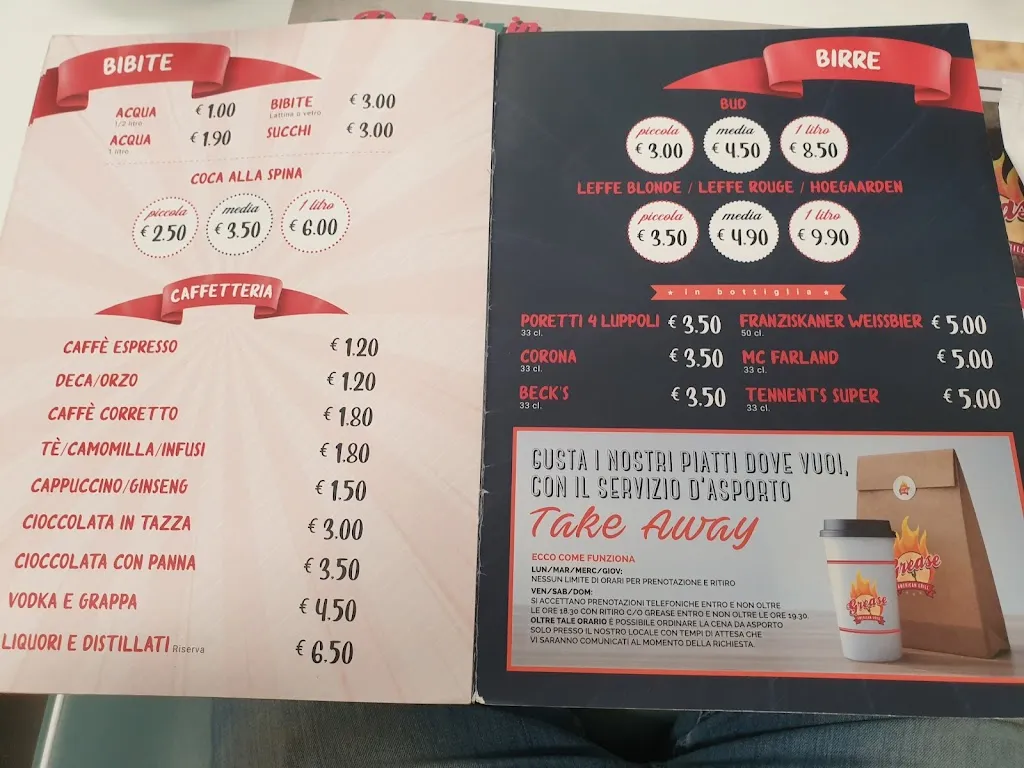 BIBITE
ACQUA € 1.00
1/2 litro
ACQUA € 1.90
1 litro
BIBITE € 3.00
Lattina o vetro
SUCCHI € 3.00
COCA ALLA SPINA
piccola € 2.50
media € 3.50
1 litro € 6.00
CAFFETTERIA
CAFFÈ ESPRESSO € 1.20
DECA/ORZO € 1.20
CAFFÈ CORRETTO € 1.80
TÈ/CAMOMILLA/INFUSI € 1.80
CAPPUCCINO/GINSENG € 1.50
CIOCCOLATA IN TAZZA € 3.00
CIOCCOLATA CON PANNA € 3.50
VODKA E GRAPPA € 4.50
LIQUORI E DISTILLATI Riserva € 6.50
BIRRE
BUD
piccola € 3.00
media € 4.50
1 litro € 8.50
LEFFE BLONDE / LEFFE ROUGE / HOEGAARDEN
piccola € 3.50
media € 4.90
1 litro € 9.90
in bottiglia
PORETTI 4 LUPPOLI € 3.50
33 cl.
CORONA € 3.50
33 cl.
BECK'S € 3.50
33 cl.
FRANZISKANER WEISSBIER € 5.00
50 cl.
MC FARLAND € 5.00
33 cl.
TENNENT'S SUPER € 5.00
33 cl.
GUSTA I NOSTRI PIATTI DOVE VUOI,
CON IL SERVIZIO D'ASPORTO
Take Away
ECCO COME FUNZIONA
LUN/MAR/MERC/GIOV:
NESSUN LIMITE DI ORARI PER PRENOTAZIONE E RITIRO
VEN/SAB/DOM:
SI ACCETTANO PRENOTAZIONI TELEFONICHE ENTRO E NON OLTRE
LE ORE 18.30 CON RITIRO C/O GREASE ENTRO E NON OLTRE LE ORE 19.30.
OLTRE TALE ORARIO È POSSIBILE ORDINARE LA CENA DA ASPORTO
SOLO PRESSO IL NOSTRO LOCALE CON TEMPI DI ATTESA CHE
VI SARANNO COMUNICATI AL MOMENTO DELLA RICHIESTA.
Grease
AMERICAN GRILL
Grease
AMERICAN GRILL